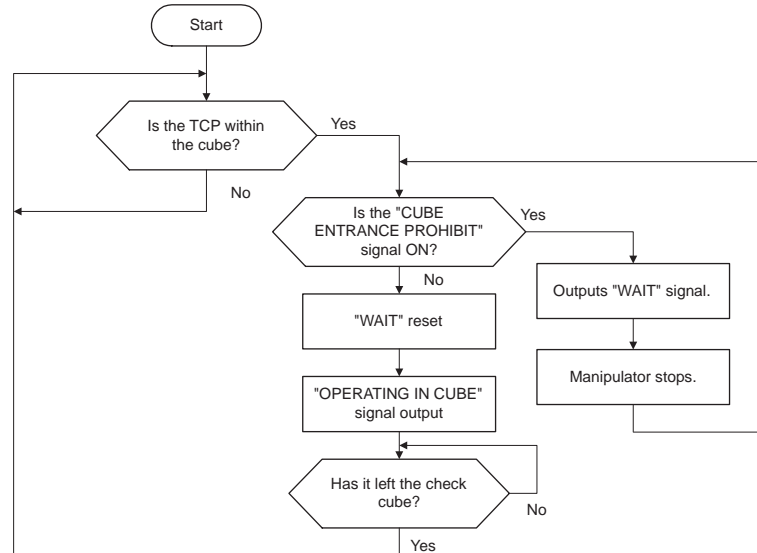 Start
Is the TCP within
the cube?
Yes
No
Is the "CUBE
ENTRANCE PROHIBIT"
signal ON?
Yes
No
Outputs "WAIT" signal.
"WAIT" reset
Manipulator stops.
"OPERATING IN CUBE"
signal output
Has it left the check
cube?
No
Yes